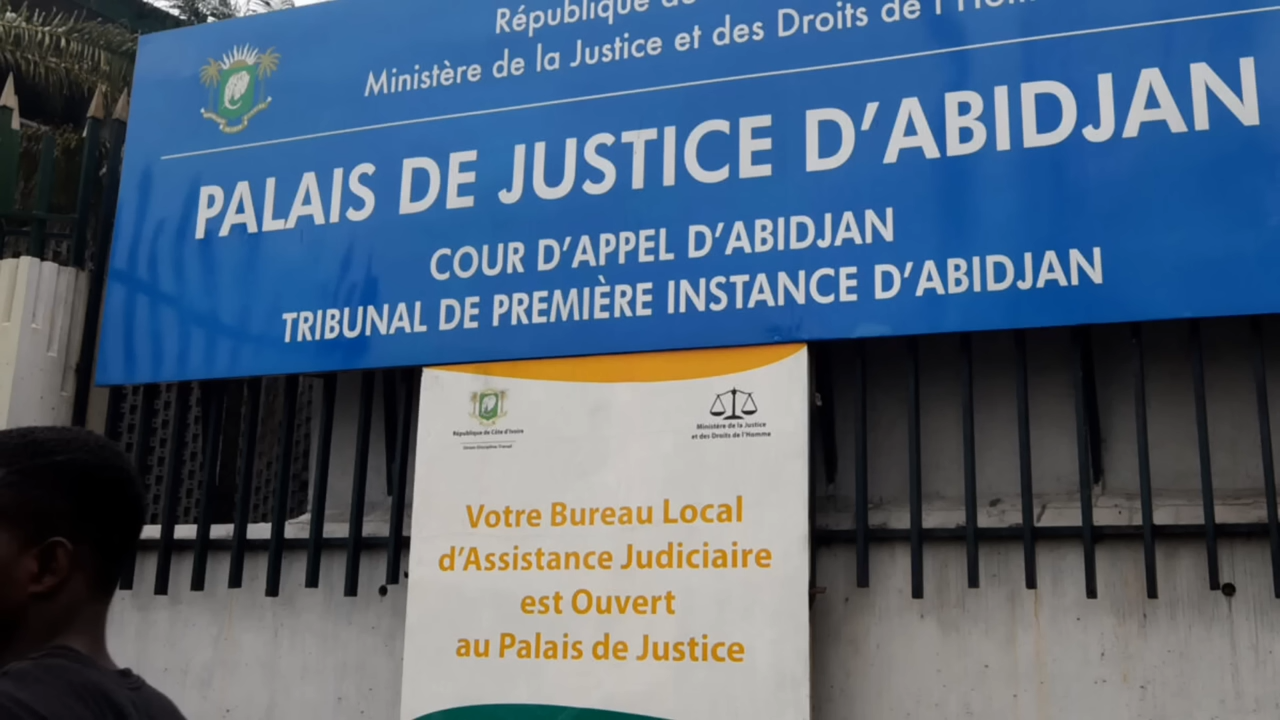 République de
Ministère de la Justice et des Droits de l'Homme
PALAIS DE JUSTICE D'ABIDJAN
COUR D'APPEL D'ABIDJAN
TRIBUNAL DE PREMIÈRE INSTANCE D'ABIDJAN
République de Côte d'Ivoire
Union-Discipline-Travail
Ministère de la Justice
et des Droits de l'Homme
Votre Bureau Local
d'Assistance Judiciaire
est Ouvert
au Palais de Justice